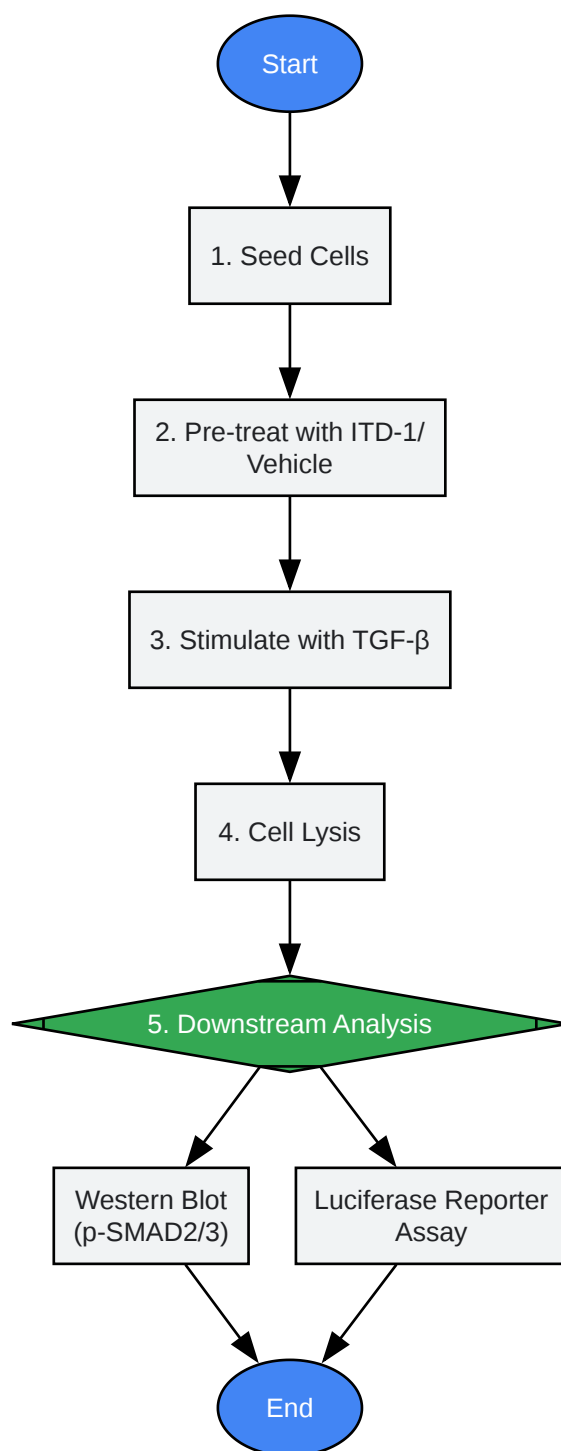 Start
1. Seed Cells
2. Pre-treat with ITD-1/
Vehicle
3. Stimulate with TGF-β
4. Cell Lysis
5. Downstream Analysis
Western Blot
(p-SMAD2/3)
Luciferase Reporter
Assay
End